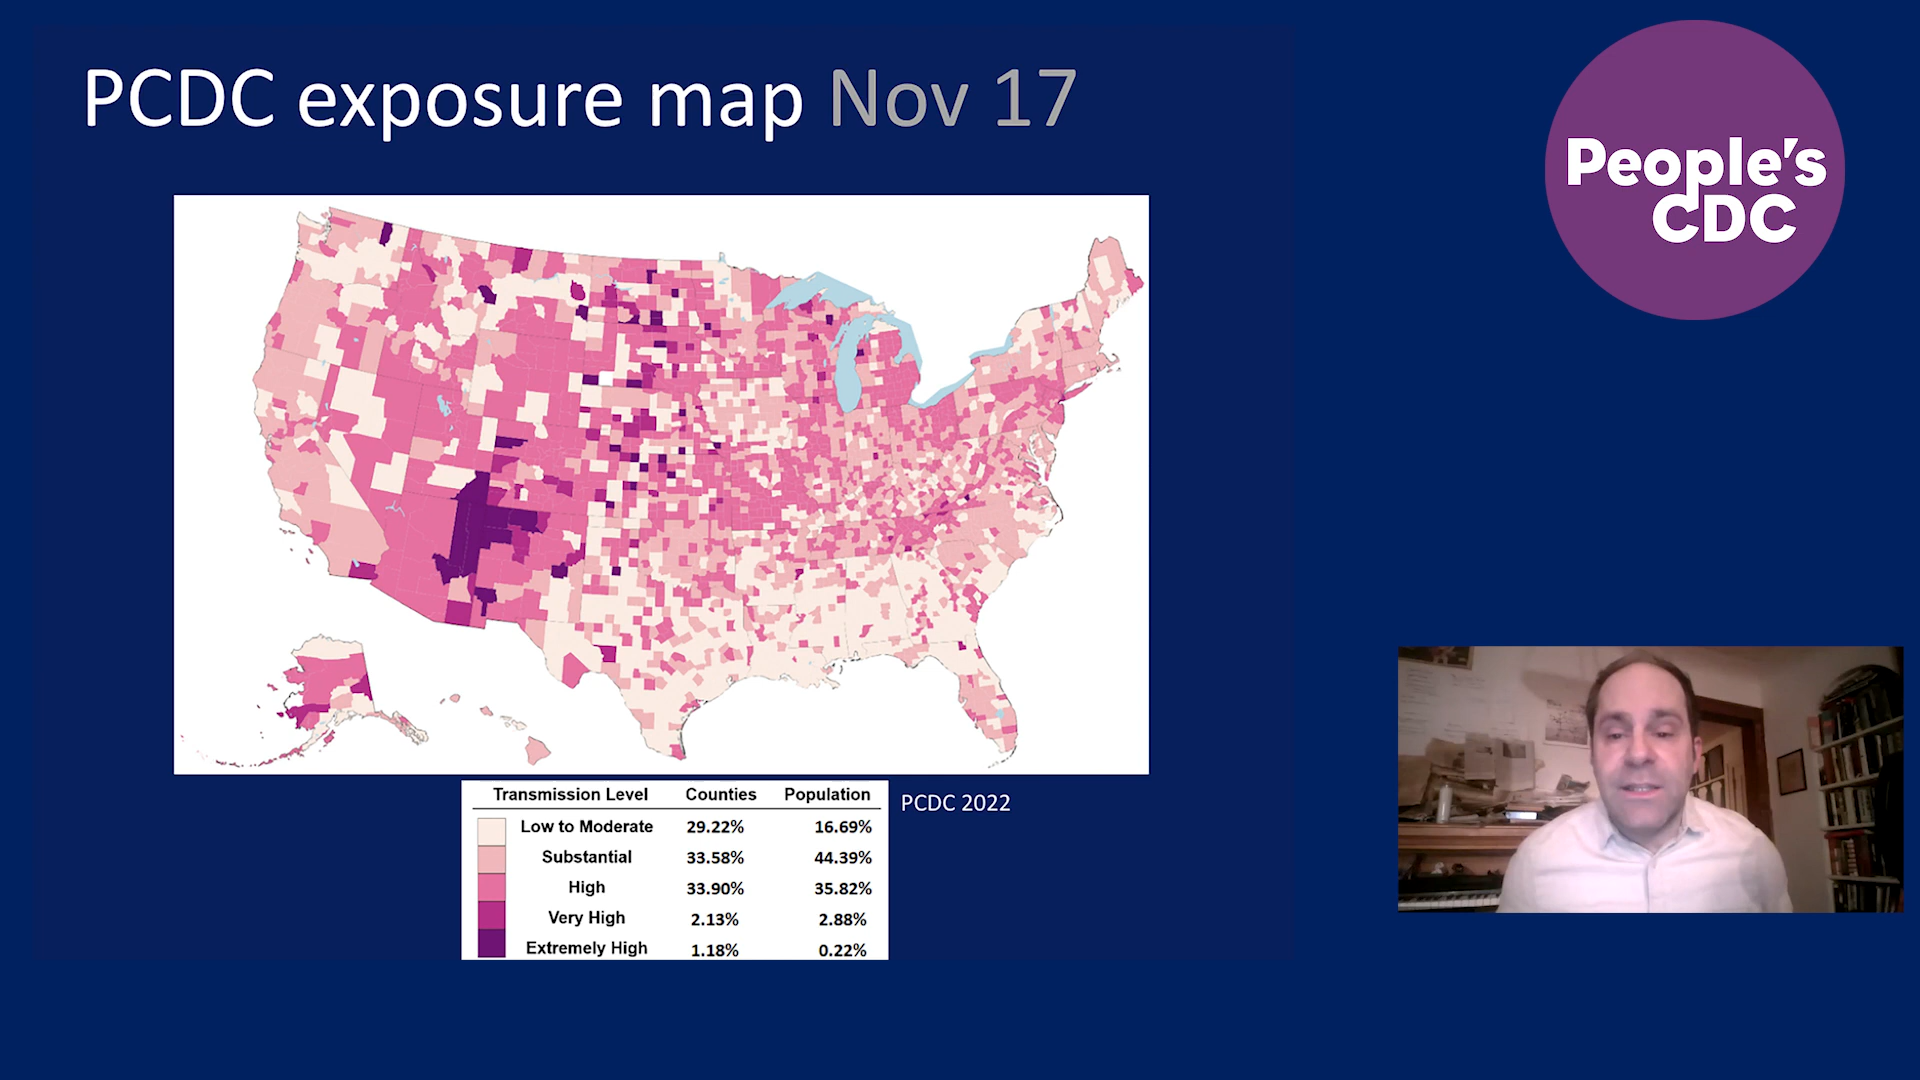 PCDC exposure map Nov 17
People's
CDC
Transmission Level Counties Population
Low to Moderate 29.22% 16.69%
Substantial 33.58% 44.39%
High 33.90% 35.82%
Very High 2.13% 2.88%
Extremely High 1.18% 0.22%
PCDC 2022